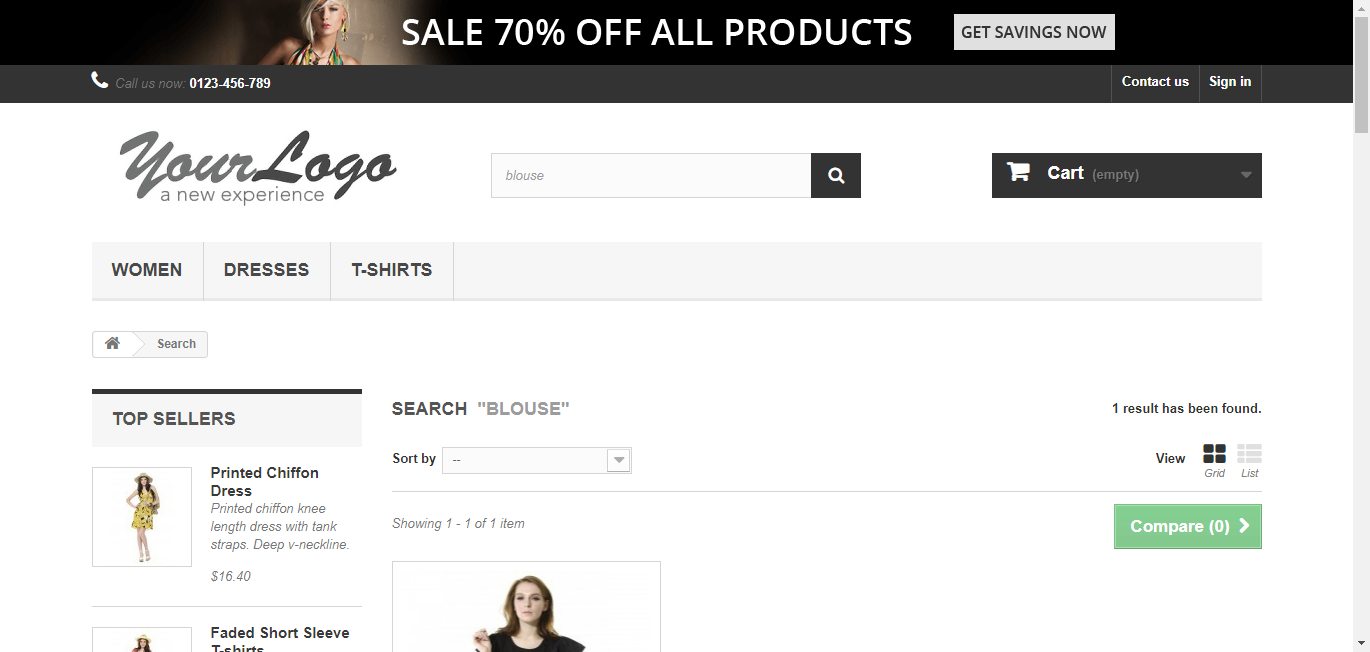 SALE 70% OFF ALL PRODUCTS
GET SAVINGS NOW
Call us now: 0123-456-789
Contact us
Sign in
YourLogo
a new experience
blouse
Cart (empty)
WOMEN
DRESSES
T-SHIRTS
Search
TOP SELLERS
Printed Chiffon
Dress
Printed chiffon knee
length dress with tank
straps. Deep v-neckline.
$16.40
Faded Short Sleeve
T-shirts
SEARCH "BLOUSE"
1 result has been found.
Sort by
--
View
Grid
List
Showing 1 - 1 of 1 item
Compare (0)